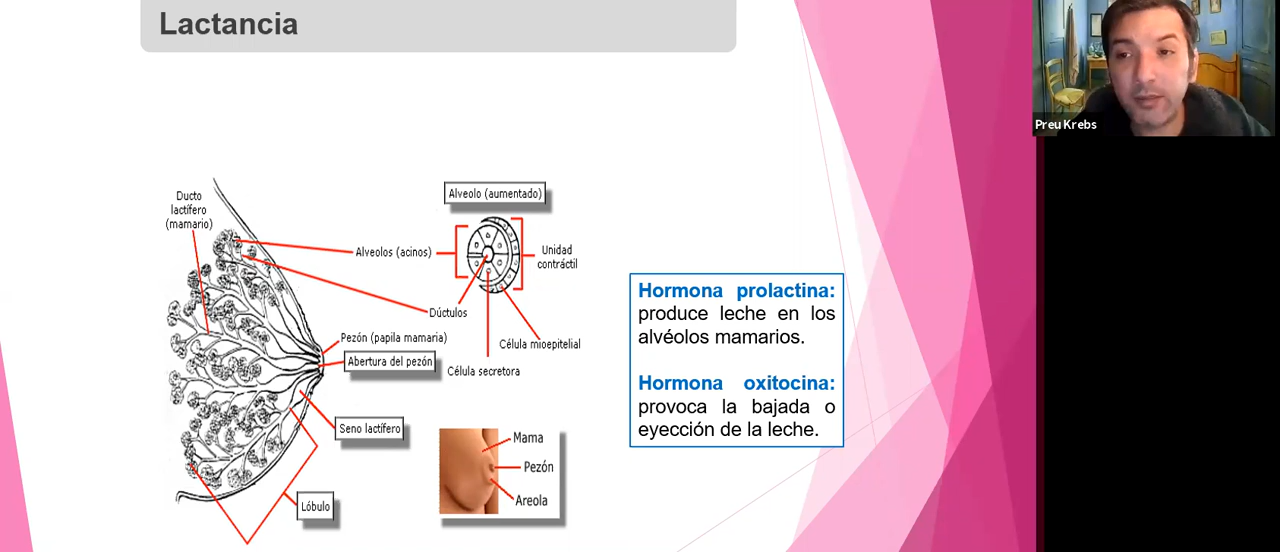 Lactancia
Preu Krebs
Ducto
lactífero
(mamario)
Alveolo (aumentado)
Alveolos (acinos)
Unidad
contráctil
Dúctulos
Pezón (papila mamaria)
Abertura del pezón
Célula mioepitelial
Célula secretora
Seno lactífero
Lóbulo
Mama
Pezón
Areola
Hormona prolactina:
produce leche en los
alvéolos mamarios.
Hormona oxitocina:
provoca la bajada o
eyección de la leche.